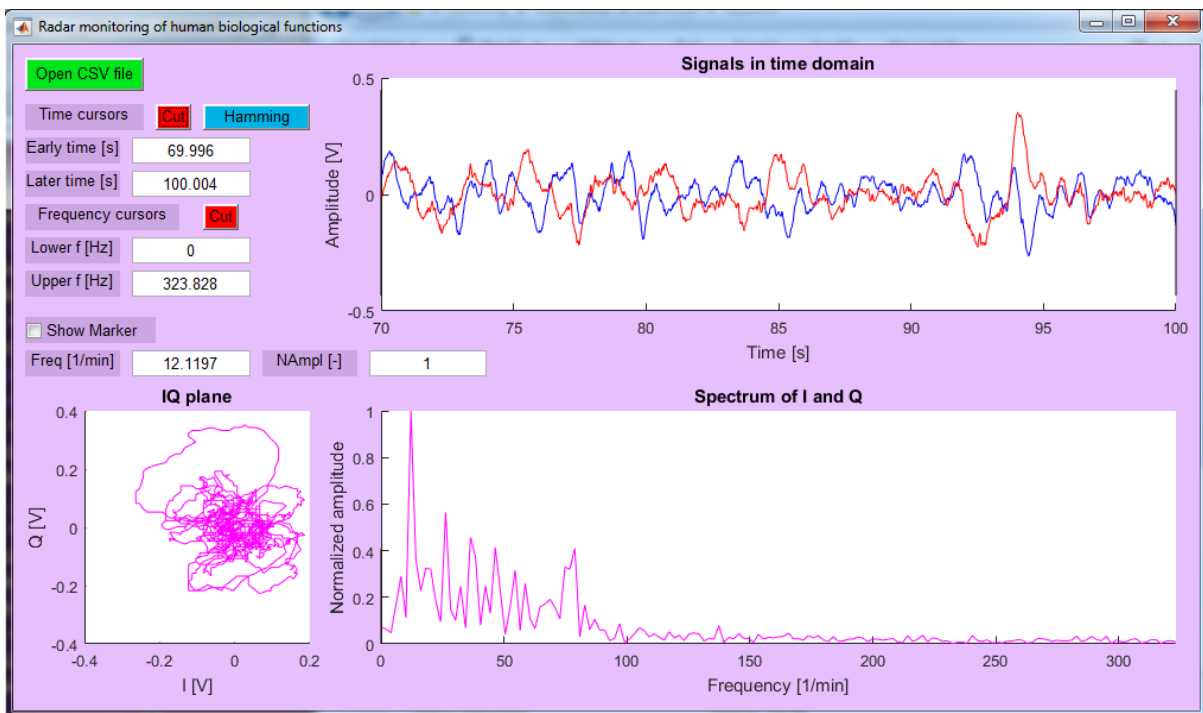 Radar monitoring of human biological functions
Open CSV file
Time cursors Cut Hamming
Early time [s] 69.996
Later time [s] 100.004
Frequency cursors Cut
Lower f [Hz] 0
Upper f [Hz] 323.828
Show Marker
Freq [1/min] 12.1197 NAmpl [-] 1
Signals in time domain
Amplitude [V]
0.5
0
-0.5
70 75 80 85 90 95 100
Time [s]
IQ plane
Q [V]
0.4
0.2
0
-0.2
-0.4
-0.4 -0.2 0 0.2
I [V]
Spectrum of I and Q
Normalized amplitude
1
0.8
0.6
0.4
0.2
0
0 50 100 150 200 250 300
Frequency [1/min]